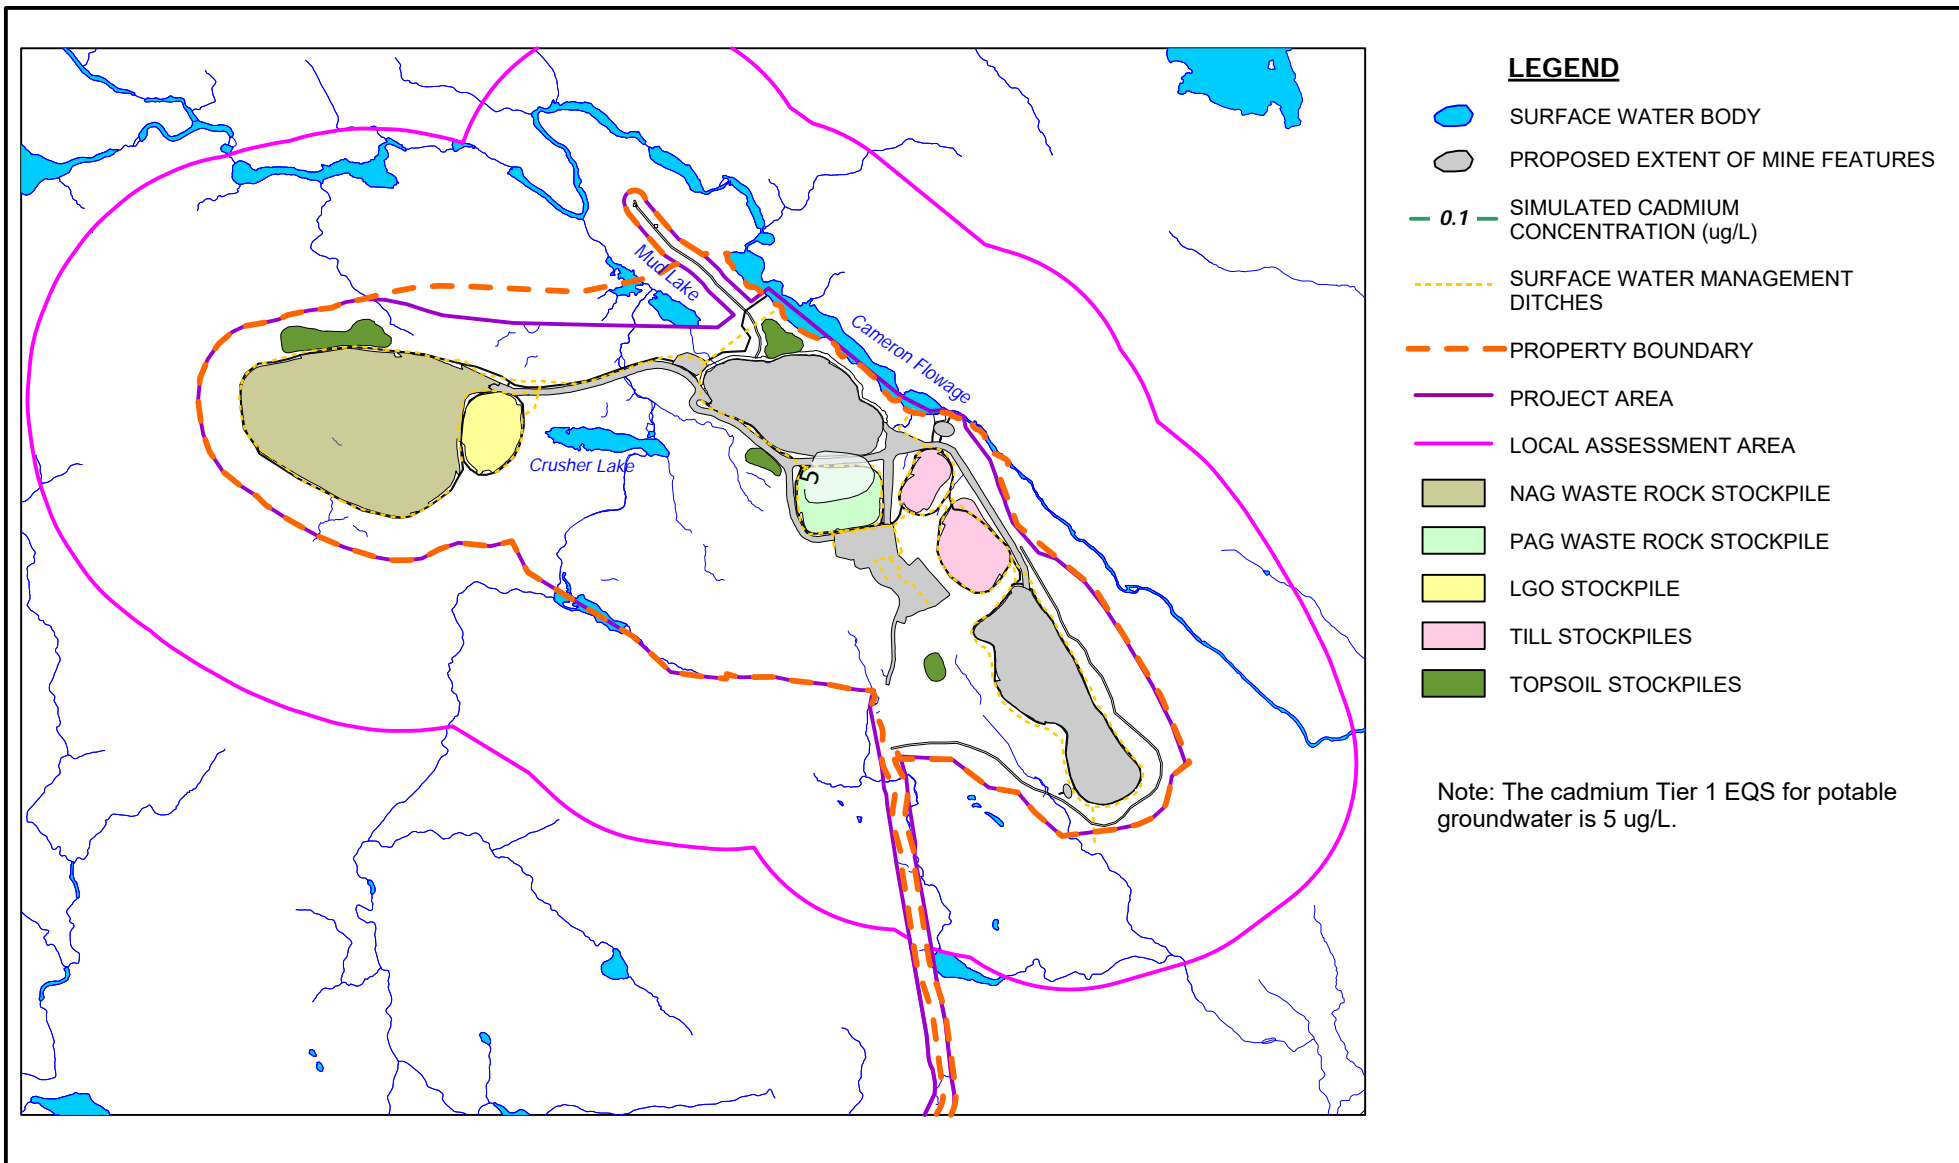 LEGEND
SURFACE WATER BODY
PROPOSED EXTENT OF MINE FEATURES
0.1
SIMULATED CADMIUM
CONCENTRATION (ug/L)
SURFACE WATER MANAGEMENT
DITCHES
PROPERTY BOUNDARY
PROJECT AREA
LOCAL ASSESSMENT AREA
NAG WASTE ROCK STOCKPILE
PAG WASTE ROCK STOCKPILE
LGO STOCKPILE
TILL STOCKPILES
TOPSOIL STOCKPILES
Note: The cadmium Tier 1 EQS for potable
groundwater is 5 ug/L.
Mud Lake
Cameron Flowage
Crusher Lake
5